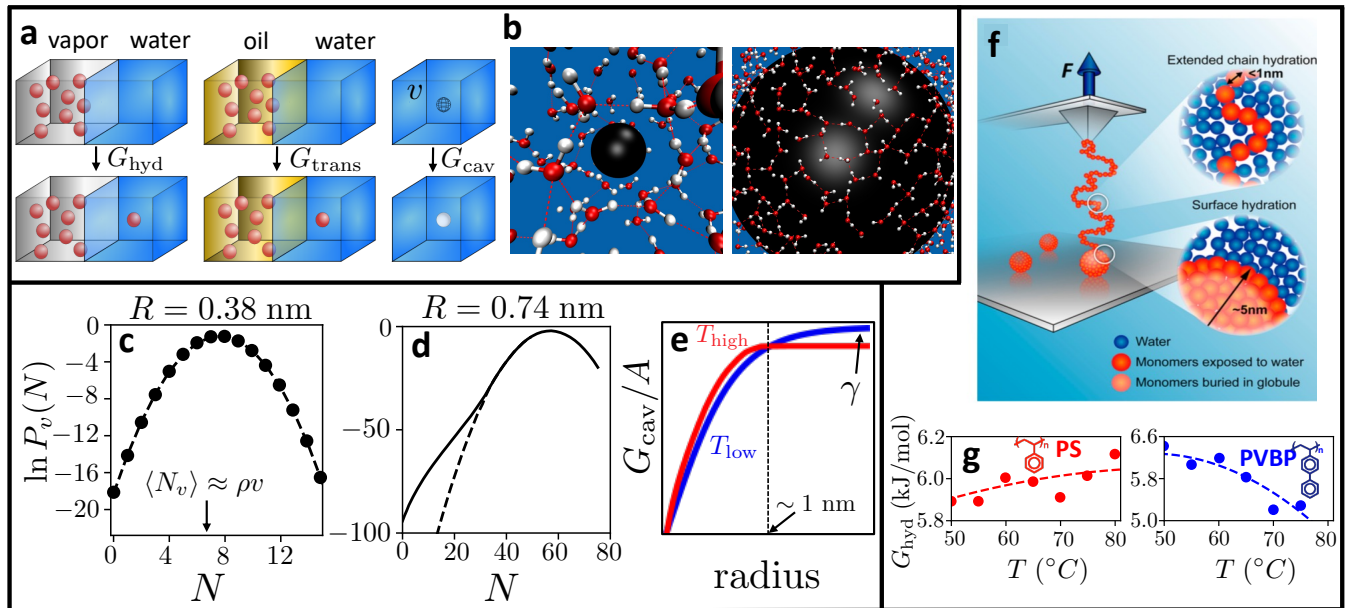 a
vapor water
oil water
v
G_hyd
G_trans
G_cav
b
R = 0.38 nm
c
ln P_v(N)
0
−4
−8
−12
−16
−20
⟨N_v⟩ ≈ ρv
0 4 8 12
N
R = 0.74 nm
d
0
−50
−100
0 20 40 60 80
N
e
T_high
T_low
γ
G_cav/A
~ 1 nm
radius
f
F
Extended chain hydration
<1nm
Surface hydration
~5nm
Water
Monomers exposed to water
Monomers buried in globule
g
G_hyd (kJ/mol)
6.2
6.0
5.8
n
PS
50 60 70 80
T (°C)
6.6
5.8
5.0
PVBP
n
50 60 70 80
T (°C)